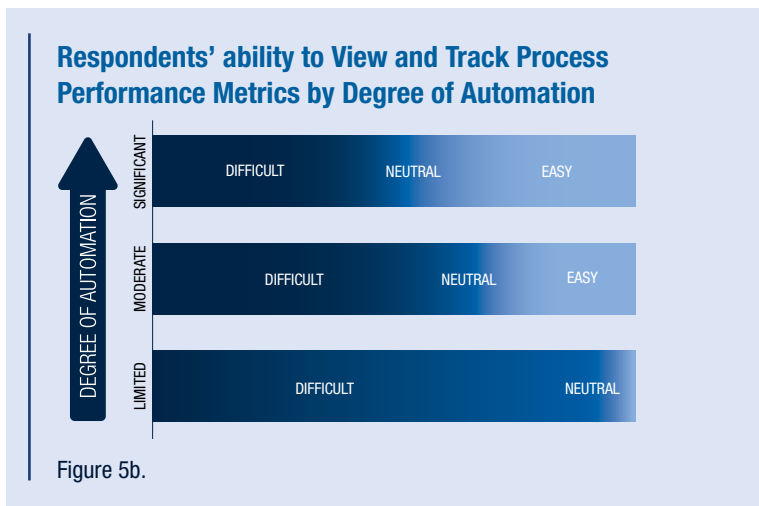 Respondents’ ability to View and Track Process
Performance Metrics by Degree of Automation
DEGREE OF AUTOMATION
SIGNIFICANT
DIFFICULT
NEUTRAL
EASY
MODERATE
DIFFICULT
NEUTRAL
EASY
LIMITED
DIFFICULT
NEUTRAL
Figure 5b.